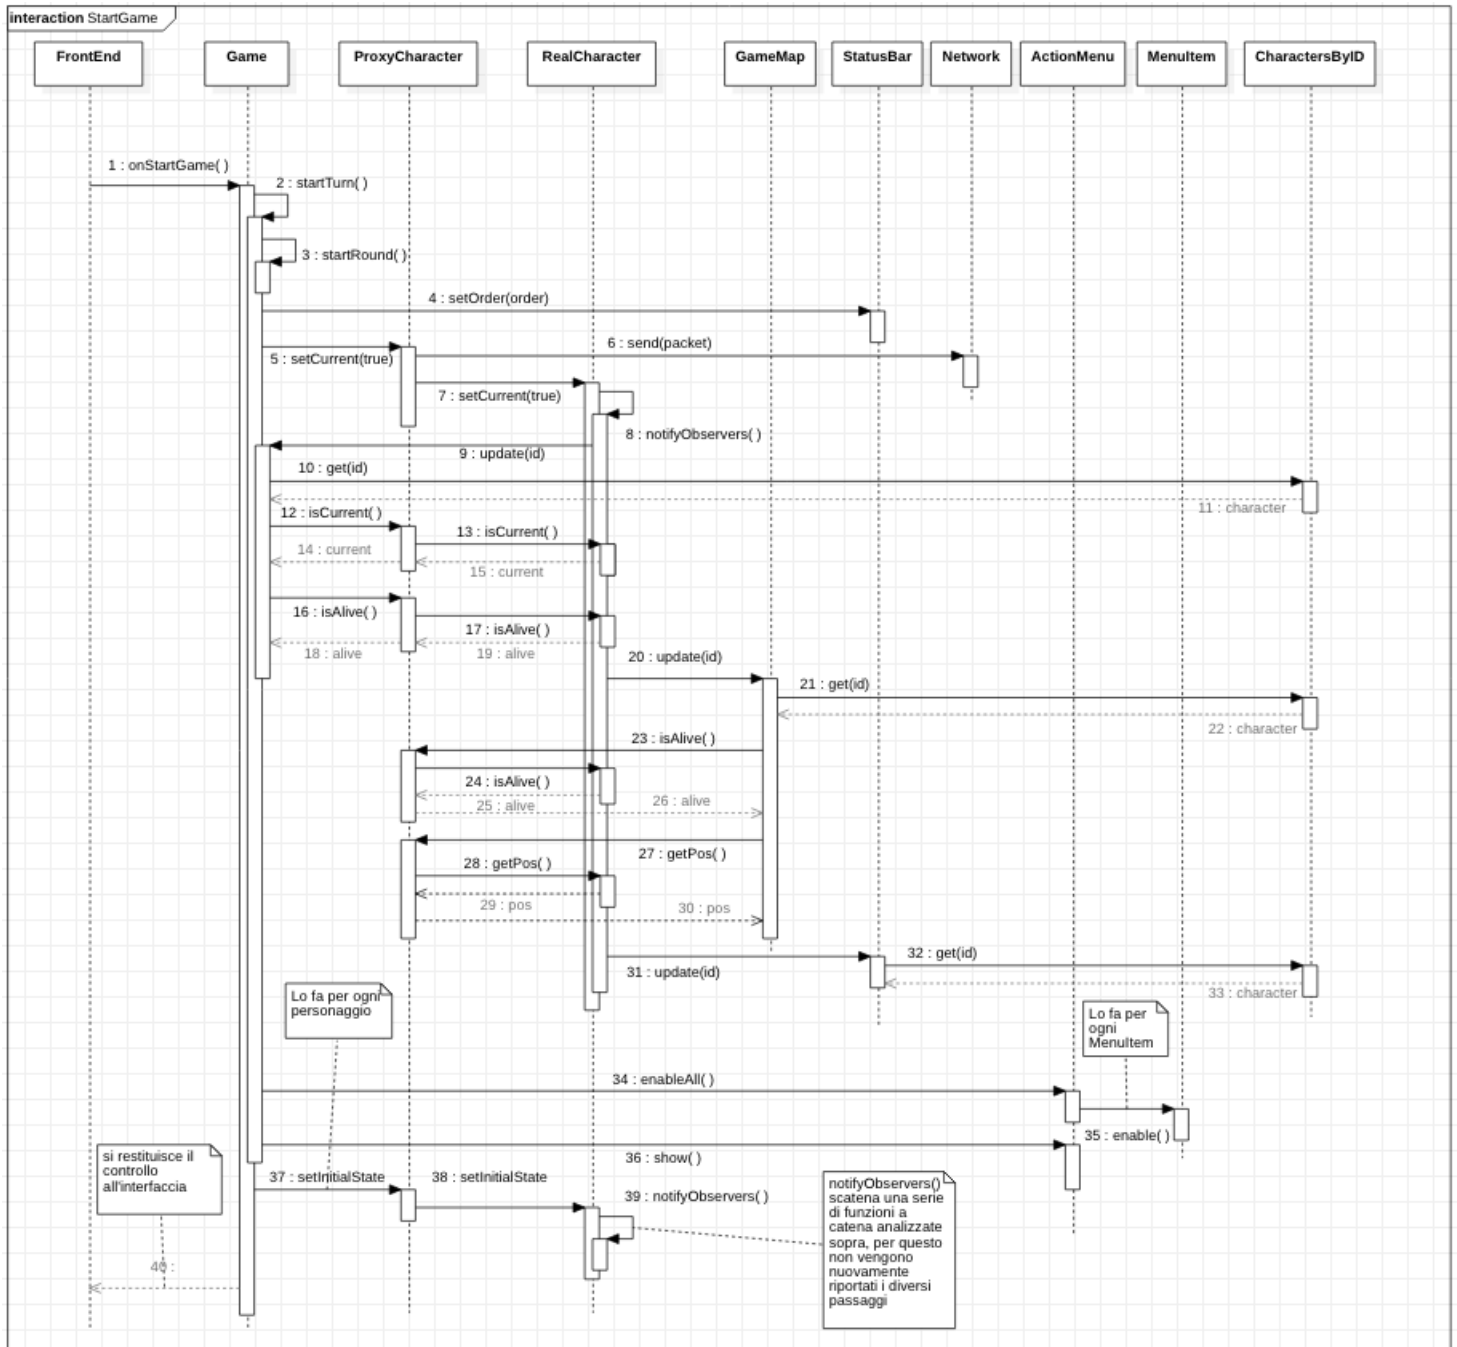 interaction StartGame
FrontEnd
Game
ProxyCharacter
RealCharacter
GameMap
StatusBar
Network
ActionMenu
MenuItem
CharactersByID
1 : onStartGame( )
2 : startTurn( )
3 : startRound( )
4 : setOrder(order)
5 : setCurrent(true)
6 : send(packet)
7 : setCurrent(true)
8 : notifyObservers( )
9 : update(id)
10 : get(id)
11 : character
12 : isCurrent( )
13 : isCurrent( )
14 : current
15 : current
16 : isAlive( )
17 : isAlive( )
18 : alive
19 : alive
20 : update(id)
21 : get(id)
22 : character
23 : isAlive( )
24 : isAlive( )
25 : alive
26 : alive
27 : getPos( )
28 : getPos( )
29 : pos
30 : pos
31 : update(id)
32 : get(id)
33 : character
Lo fa per ogni
personaggio
Lo fa per
ogni
MenuItem
34 : enableAll( )
35 : enable( )
36 : show( )
si restituisce il
controllo
all'interfaccia
37 : setInitialState
38 : setInitialState
39 : notifyObservers( )
notifyObservers()
scatena una serie
di funzioni a
catena analizzate
sopra, per questo
non vengono
nuovamente
riportati i diversi
passaggi
40 :